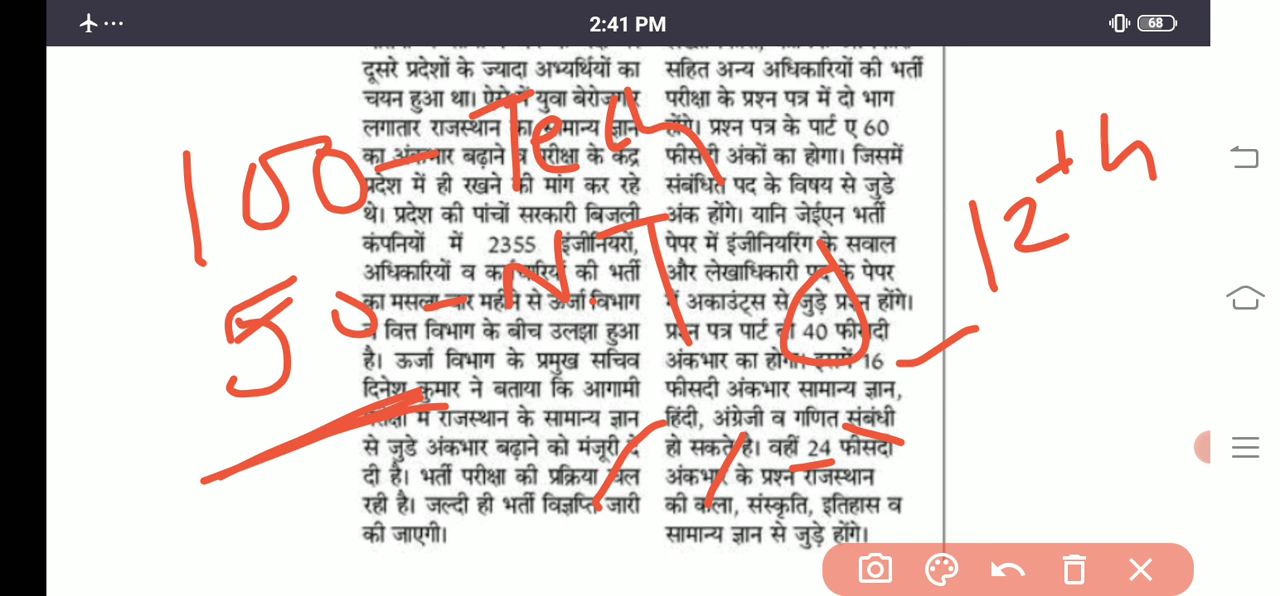 2:41 PM
68
दूसरे प्रदेशों के ज्यादा अभ्यर्थियों का
चयन हुआ था। ऐसे में युवा बेरोजगार
लगातार राजस्थान का सामान्य ज्ञान
का अंकभार बढ़ाने व परीक्षा के केंद्र
प्रदेश में ही रखने की मांग कर रहे
थे। प्रदेश की पांचों सरकारी बिजली
कंपनियों में 2355 इंजीनियरों,
अधिकारियों व कर्मचारियों की भर्ती
का मसला चार महीने से ऊर्जा विभाग
व वित्त विभाग के बीच उलझा हुआ
है। ऊर्जा विभाग के प्रमुख सचिव
दिनेश कुमार ने बताया कि आगामी
परीक्षा में राजस्थान के सामान्य ज्ञान
से जुडे अंकभार बढ़ाने को मंजूरी दे
दी है। भर्ती परीक्षा की प्रक्रिया चल
रही है। जल्दी ही भर्ती विज्ञप्ति जारी
की जाएगी।
सहित अन्य अधिकारियों की भर्ती
परीक्षा के प्रश्न पत्र में दो भाग
होंगे। प्रश्न पत्र के पार्ट ए 60
फीसदी अंकों का होगा। जिसमें
संबंधित पद के विषय से जुडे
अंक होंगे। यानि जेईएन भर्ती
पेपर में इंजीनियरिंग के सवाल
और लेखाधिकारी पद के पेपर
में अकाउंट्स से जुडे प्रश्न होंगे।
प्रश्न पत्र पार्ट बी 40 फीसदी
अंकभार का होगा। इसमें 16
फीसदी अंकभार सामान्य ज्ञान,
हिंदी, अंग्रेजी व गणित संबंधी
हो सकते है। वहीं 24 फीसदी
अंकभार के प्रश्न राजस्थान
की कला, संस्कृति, इतिहास व
सामान्य ज्ञान से जुड़े होंगे।
100 - Tech
50 - N.T
12th